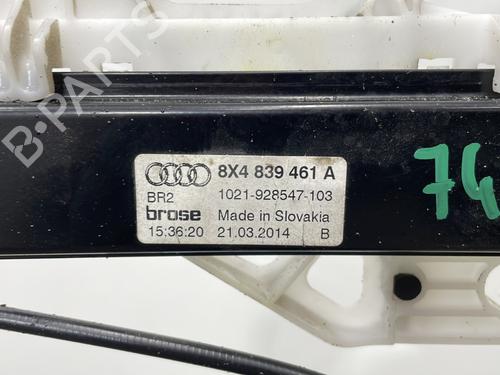 B-PARTS
8X4 839 461 A
BR2 1021-928547-103
brose Made in Slovakia
15:36:20 21.03.2014 B
74